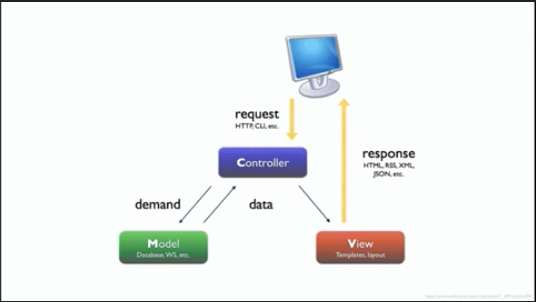 request
HTTP, CLI, etc.
Controller
response
HTML, RSS, XML,
JSON, etc.
demand
data
Model
Database, WS, etc.
View
Templates, layout